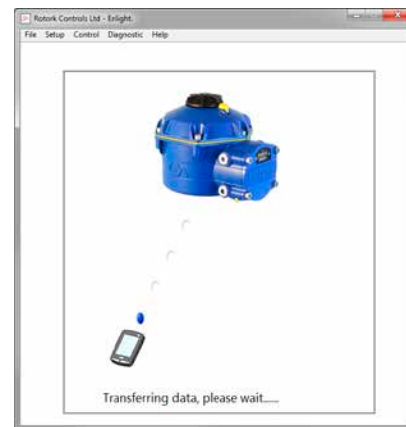 Rotork Controls Ltd - Enlight.
File Setup Control Diagnostic Help
Transferring data, please wait......